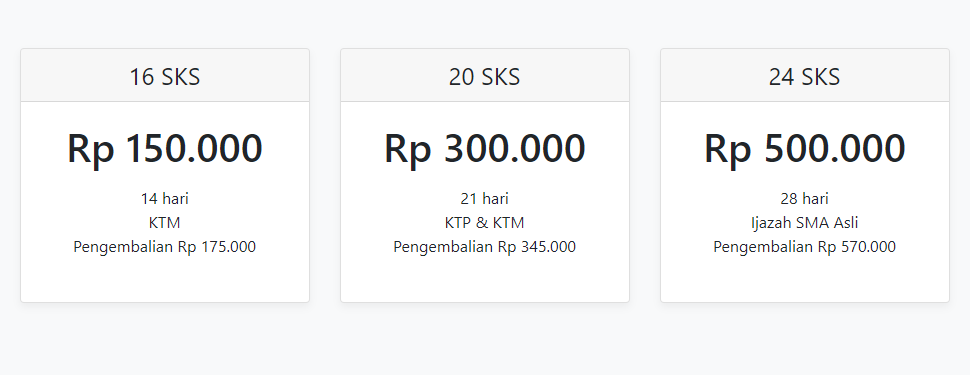 16 SKS
Rp 150.000
14 hari
KTM
Pengembalian Rp 175.000
20 SKS
Rp 300.000
21 hari
KTP & KTM
Pengembalian Rp 345.000
24 SKS
Rp 500.000
28 hari
Ijazah SMA Asli
Pengembalian Rp 570.000